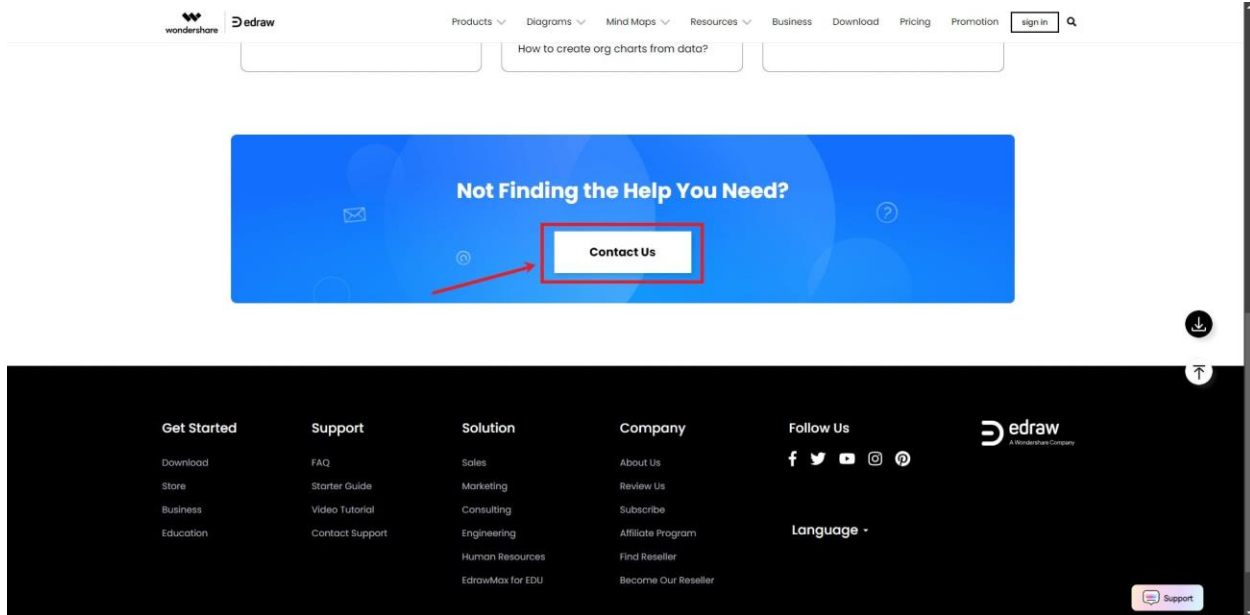 wondershare
edraw
Products
Diagrams
Mind Maps
Resources
Business
Download
Pricing
Promotion
sign in
How to create org charts from data?
Not Finding the Help You Need?
Contact Us
Get Started
Download
Store
Business
Education
Support
FAQ
Starter Guide
Video Tutorial
Contact Support
Solution
Sales
Marketing
Consulting
Engineering
Human Resources
EdrawMax for EDU
Company
About Us
Review Us
Subscribe
Affiliate Program
Find Reseller
Become Our Reseller
Follow Us
Language
edraw
A Wondershare Company
Support